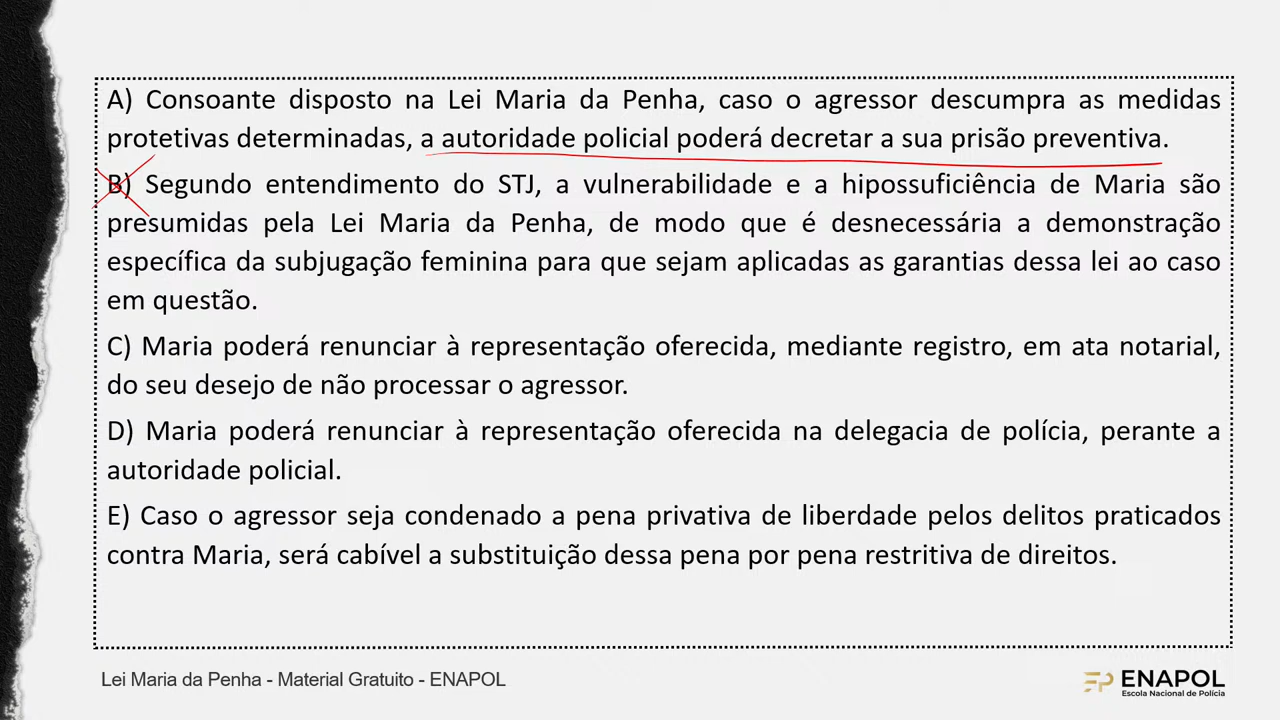 A) Consoante disposto na Lei Maria da Penha, caso o agressor descumpra as medidas
protetivas determinadas, a autoridade policial poderá decretar a sua prisão preventiva.
B) Segundo entendimento do STJ, a vulnerabilidade e a hipossuficiência de Maria são
presumidas pela Lei Maria da Penha, de modo que é desnecessária a demonstração
específica da subjugação feminina para que sejam aplicadas as garantias dessa lei ao caso
em questão.
C) Maria poderá renunciar à representação oferecida, mediante registro, em ata notarial,
do seu desejo de não processar o agressor.
D) Maria poderá renunciar à representação oferecida na delegacia de polícia, perante a
autoridade policial.
E) Caso o agressor seja condenado a pena privativa de liberdade pelos delitos praticados
contra Maria, será cabível a substituição dessa pena por pena restritiva de direitos.
Lei Maria da Penha - Material Gratuito - ENAPOL
ENAPOL
Escola Nacional de Polícia